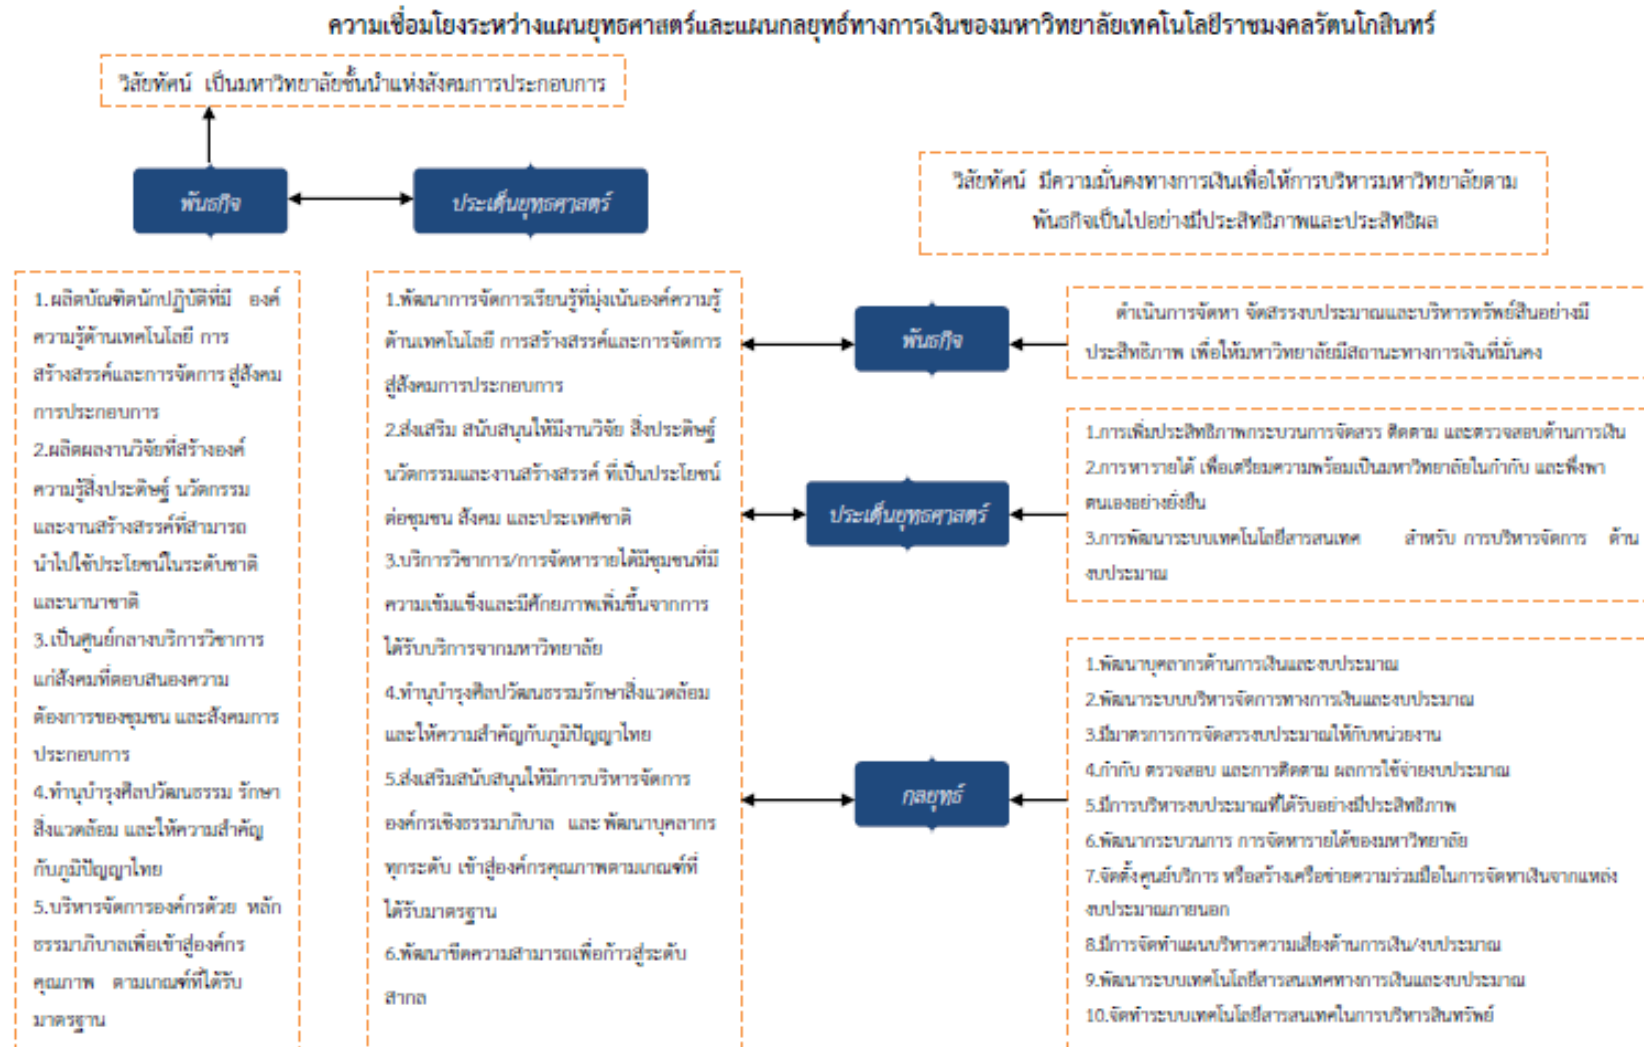 ความเชื่อมโยงระหว่างแผนยุทธศาสตร์และแผนกลยุทธ์ทางการเงินของมหาวิทยาลัยเทคโนโลยีราชมงคลรัตนโกสินทร์
วิสัยทัศน์ เป็นมหาวิทยาลัยชั้นนำแห่งสังคมการประกอบการ
พันธกิจ
ประเด็นยุทธศาสตร์
1.ผลิตบัณฑิตนักปฏิบัติที่มี องค์
ความรู้ด้านเทคโนโลยี การ
สร้างสรรค์และการจัดการ สู่สังคม
การประกอบการ
2.ผลิตผลงานวิจัยที่สร้างองค์
ความรู้สิ่งประดิษฐ์ นวัตกรรม
และงานสร้างสรรค์ที่สามารถ
นำไปใช้ประโยชน์ในระดับชาติ
และนานาชาติ
3.เป็นศูนย์กลางบริการวิชาการ
แก่สังคมที่ตอบสนองความ
ต้องการของชุมชน และสังคมการ
ประกอบการ
4.ทำนุบำรุงศิลปวัฒนธรรม รักษา
สิ่งแวดล้อม และให้ความสำคัญ
กับภูมิปัญญาไทย
5.บริหารจัดการองค์กรด้วย หลัก
ธรรมาภิบาลเพื่อเข้าสู่องค์กร
คุณภาพ ตามเกณฑ์ที่ได้รับ
มาตรฐาน
1.พัฒนาการจัดการเรียนรู้ที่มุ่งเน้นองค์ความรู้
ด้านเทคโนโลยี การสร้างสรรค์และการจัดการ
สู่สังคมการประกอบการ
2.ส่งเสริม สนับสนุนให้มีงานวิจัย สิ่งประดิษฐ์
นวัตกรรมและงานสร้างสรรค์ ที่เป็นประโยชน์
ต่อชุมชน สังคม และประเทศชาติ
3.บริการวิชาการ/การจัดหารายได้มีชุมชนที่มี
ความเข้มแข็งและมีศักยภาพเพิ่มขึ้นจากการ
ได้รับบริการจากมหาวิทยาลัย
4.ทำนุบำรุงศิลปวัฒนธรรมรักษาสิ่งแวดล้อม
และให้ความสำคัญกับภูมิปัญญาไทย
5.ส่งเสริมสนับสนุนให้มีการบริหารจัดการ
องค์กรเชิงธรรมาภิบาล และ พัฒนาบุคลากร
ทุกระดับ เข้าสู่องค์กรคุณภาพตามเกณฑ์ที่
ได้รับมาตรฐาน
6.พัฒนาขีดความสามารถเพื่อก้าวสู่ระดับ
สากล
วิสัยทัศน์ มีความมั่นคงทางการเงินเพื่อให้การบริหารมหาวิทยาลัยตาม
พันธกิจเป็นไปอย่างมีประสิทธิภาพและประสิทธิผล
พันธกิจ
ดำเนินการจัดหา จัดสรรงบประมาณและบริหารทรัพย์สินอย่างมี
ประสิทธิภาพ เพื่อให้มหาวิทยาลัยมีสถานะทางการเงินที่มั่นคง
ประเด็นยุทธศาสตร์
1.การเพิ่มประสิทธิภาพกระบวนการจัดสรร ติดตาม และตรวจสอบด้านการเงิน
2.การหารายได้ เพื่อเตรียมความพร้อมเป็นมหาวิทยาลัยในกำกับ และพึ่งพา
ตนเองอย่างยั่งยืน
3.การพัฒนาระบบเทคโนโลยีสารสนเทศ สำหรับ การบริหารจัดการ ด้าน
งบประมาณ
กลยุทธ์
1.พัฒนาบุคลากรด้านการเงินและงบประมาณ
2.พัฒนาระบบบริหารจัดการทางการเงินและงบประมาณ
3.มีมาตรการการจัดสรรงบประมาณให้กับหน่วยงาน
4.กำกับ ตรวจสอบ และการติดตาม ผลการใช้จ่ายงบประมาณ
5.มีการบริหารงบประมาณที่ได้รับอย่างมีประสิทธิภาพ
6.พัฒนากระบวนการ การจัดหารายได้ของมหาวิทยาลัย
7.จัดตั้งศูนย์บริการ หรือสร้างเครือข่ายความร่วมมือในการจัดหาเงินจากแหล่ง
งบประมาณภายนอก
8.มีการจัดทำแผนบริหารความเสี่ยงด้านการเงิน/งบประมาณ
9.พัฒนาระบบเทคโนโลยีสารสนเทศทางการเงินและงบประมาณ
10.จัดทำระบบเทคโนโลยีสารสนเทศในการบริหารสินทรัพย์